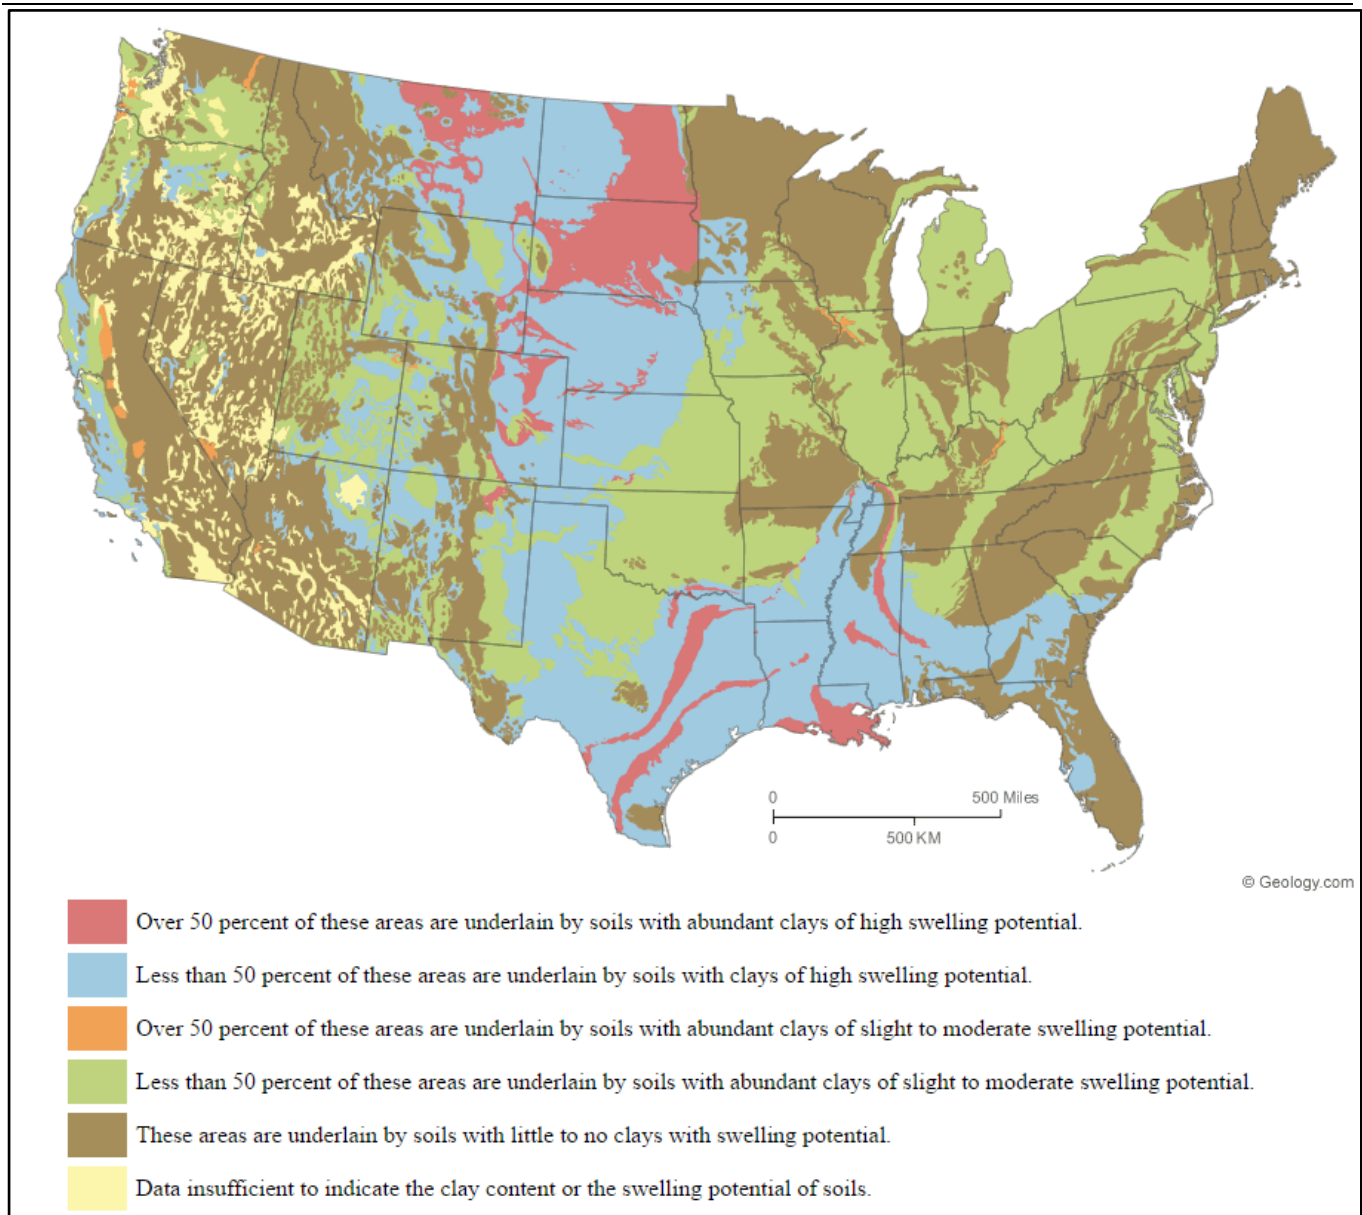 0 500 Miles
0 500 KM
© Geology.com
Over 50 percent of these areas are underlain by soils with abundant clays of high swelling potential.
Less than 50 percent of these areas are underlain by soils with clays of high swelling potential.
Over 50 percent of these areas are underlain by soils with abundant clays of slight to moderate swelling potential.
Less than 50 percent of these areas are underlain by soils with abundant clays of slight to moderate swelling potential.
These areas are underlain by soils with little to no clays with swelling potential.
Data insufficient to indicate the clay content or the swelling potential of soils.